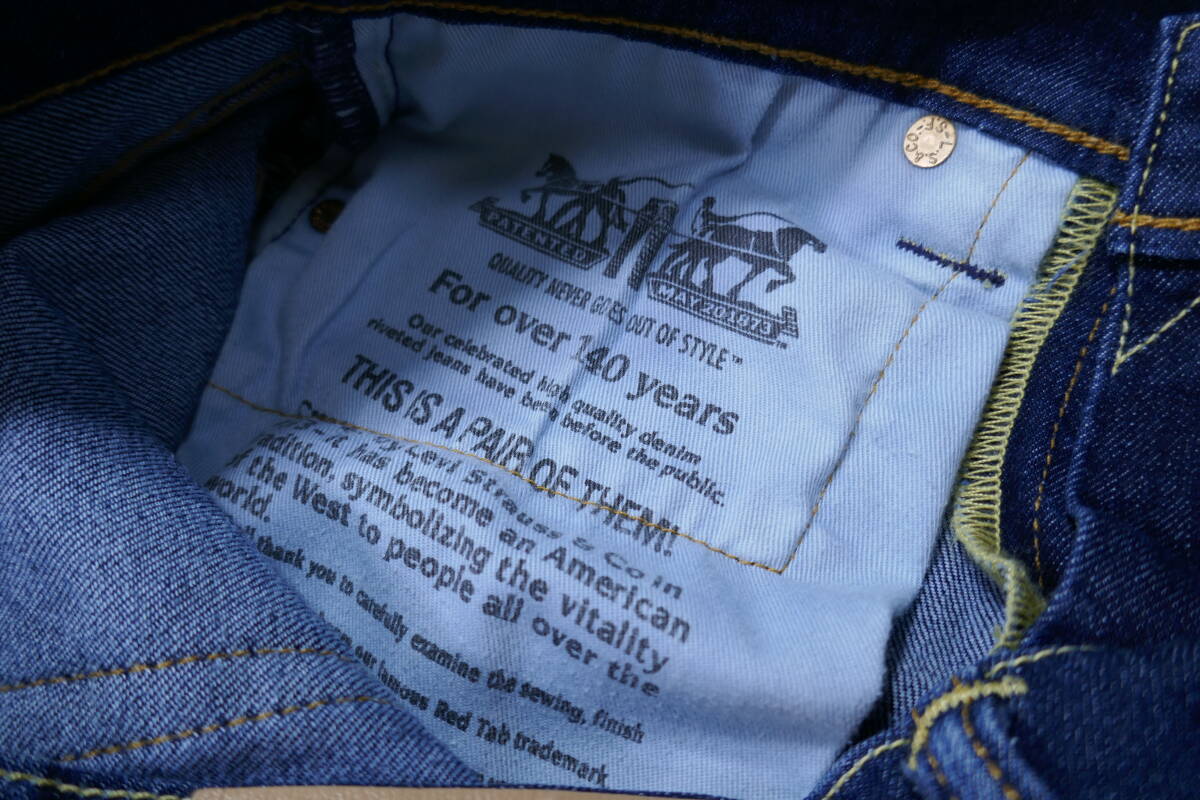 L.S.&CO.-S.F.-
PATENTED
MAY 20 1873
QUALITY NEVER GOES OUT OF STYLE™
For over 140 years
Our celebrated high quality denim
riveted jeans have been before the public.
THIS IS A PAIR OF THEM!
by Levi Strauss & Co in
it has become an American
tradition, symbolizing the vitality
of the West to people all over the
world.
thank you to carefully examine the sewing, finish
our famous Red Tab trademark